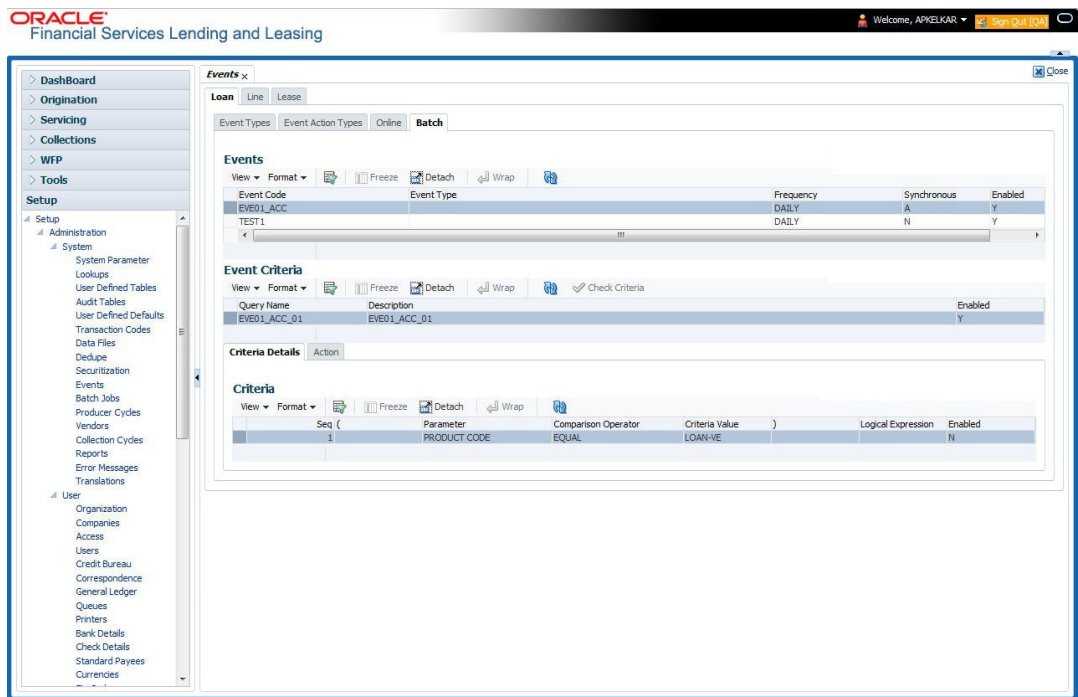 ORACLE
Financial Services Lending and Leasing
Welcome, APKELKAR
Sign Out [QA]
DashBoard
Origination
Servicing
Collections
WFP
Tools
Setup
Setup
Administration
System
System Parameter
Lookups
User Defined Tables
Audit Tables
User Defined Defaults
Transaction Codes
Data Files
Dedupe
Securitization
Events
Batch Jobs
Producer Cycles
Vendors
Collection Cycles
Reports
Error Messages
Translations
User
Organization
Companies
Access
Users
Credit Bureau
Correspondence
General Ledger
Queues
Printers
Bank Details
Check Details
Standard Payees
Currencies
Events
Close
Loan Line Lease
Event Types Event Action Types Online Batch
Events
View Format Freeze Detach Wrap
Event Code Event Type Frequency Synchronous Enabled
EVE01_ACC DAILY A Y
TEST1 DAILY N Y
Event Criteria
View Format Freeze Detach Wrap Check Criteria
Query Name Description Enabled
EVE01_ACC_01 EVE01_ACC_01 Y
Criteria Details Action
Criteria
View Format Freeze Detach Wrap
Seq ( Parameter Comparison Operator Criteria Value ) Logical Expression Enabled
1 PRODUCT CODE EQUAL LOAN-VE N